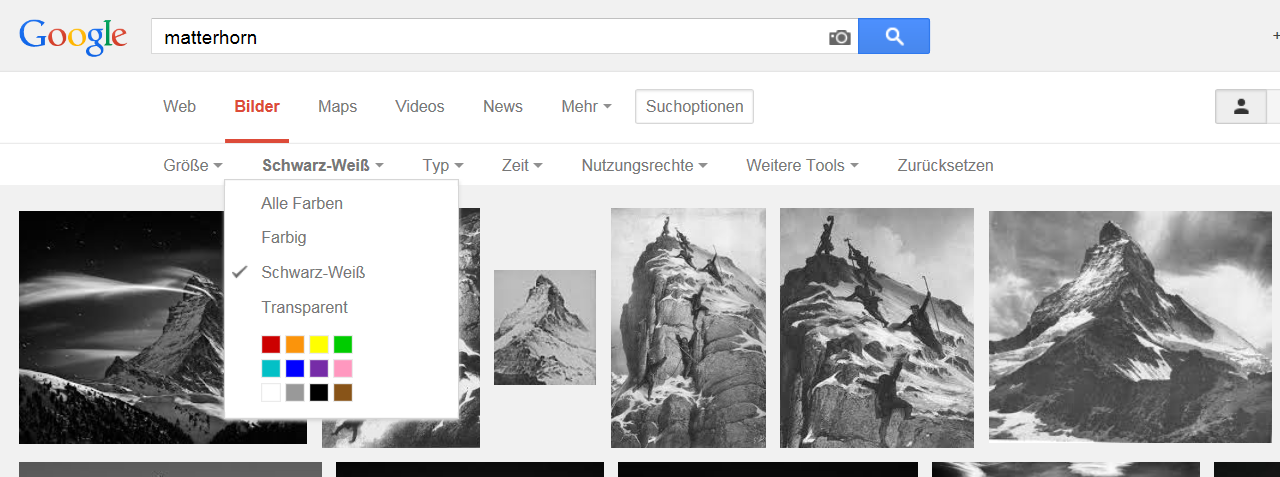 Google matterhorn +
Web Bilder Maps Videos News Mehr Suchoptionen
Größe Schwarz-Weiß Typ Zeit Nutzungsrechte Weitere Tools Zurücksetzen
Alle Farben
Farbig
Schwarz-Weiß
Transparent